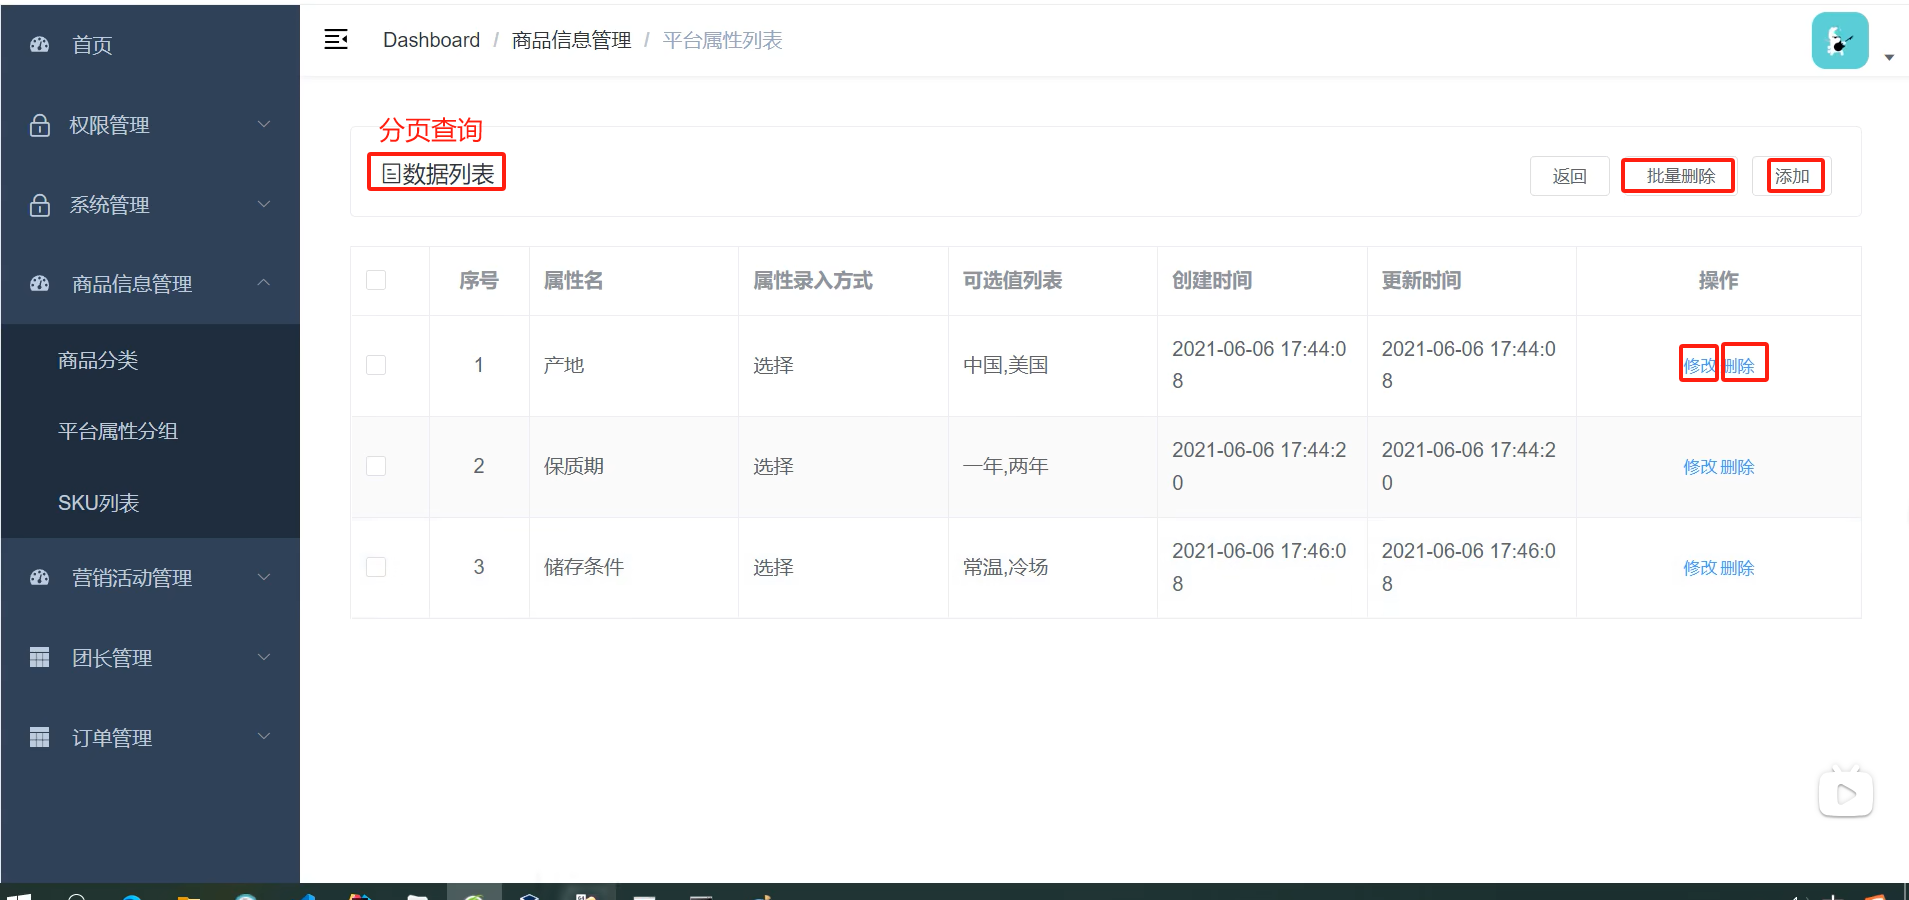 首页
权限管理
系统管理
商品信息管理
商品分类
平台属性分组
SKU列表
营销活动管理
团长管理
订单管理
Dashboard / 商品信息管理 / 平台属性列表
分页查询
数据列表
返回
批量删除
添加
序号 属性名 属性录入方式 可选值列表 创建时间 更新时间 操作
1 产地 选择 中国,美国 2021-06-06 17:44:08 2021-06-06 17:44:08 修改 删除
2 保质期 选择 一年,两年 2021-06-06 17:44:20 2021-06-06 17:44:20 修改 删除
3 储存条件 选择 常温,冷场 2021-06-06 17:46:08 2021-06-06 17:46:08 修改 删除